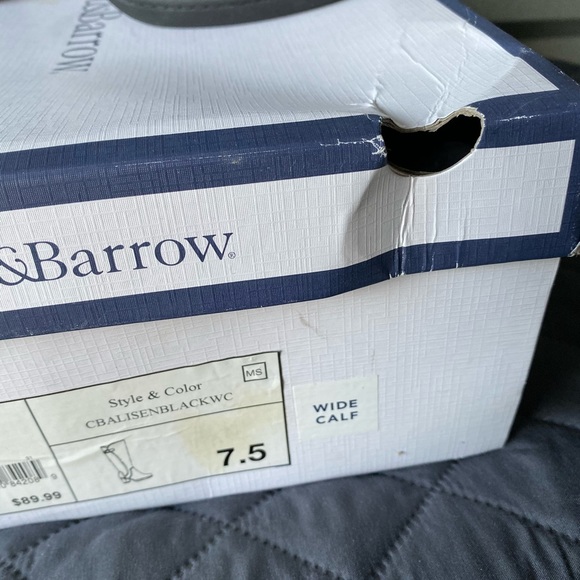 &Barrow
&Barrow®
MS
Style & Color
CBALISENBLACKWC
7.5
WIDE
CALF
$89.99